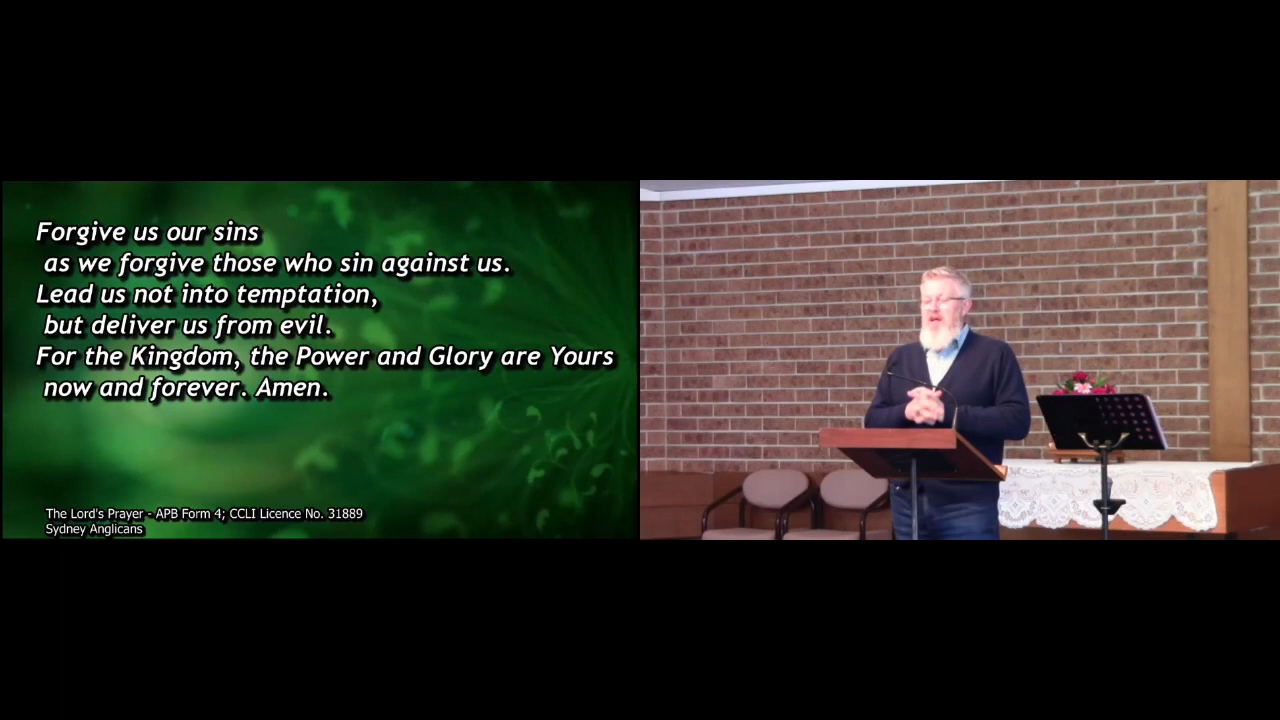 Forgive us our sins
as we forgive those who sin against us.
Lead us not into temptation,
but deliver us from evil.
For the Kingdom, the Power and Glory are Yours
now and forever. Amen.
The Lord's Prayer - APB Form 4; CCLI Licence No. 31889
Sydney Anglicans